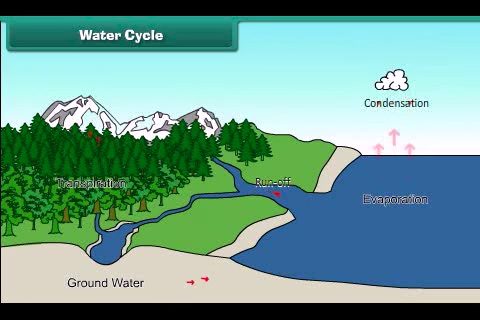 Water Cycle
Condensation
Transpiration
Run-off
Evaporation
Ground Water